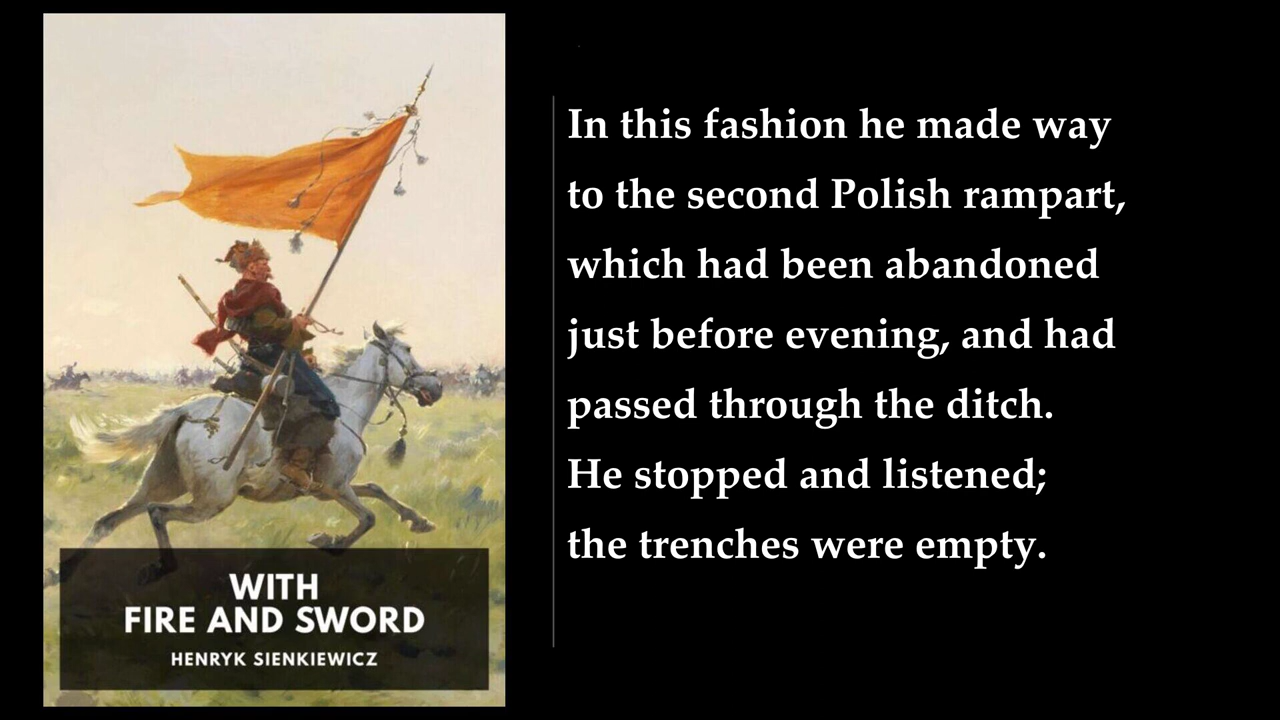 WITH
FIRE AND SWORD
HENRYK SIENKIEWICZ
In this fashion he made way
to the second Polish rampart,
which had been abandoned
just before evening, and had
passed through the ditch.
He stopped and listened;
the trenches were empty.